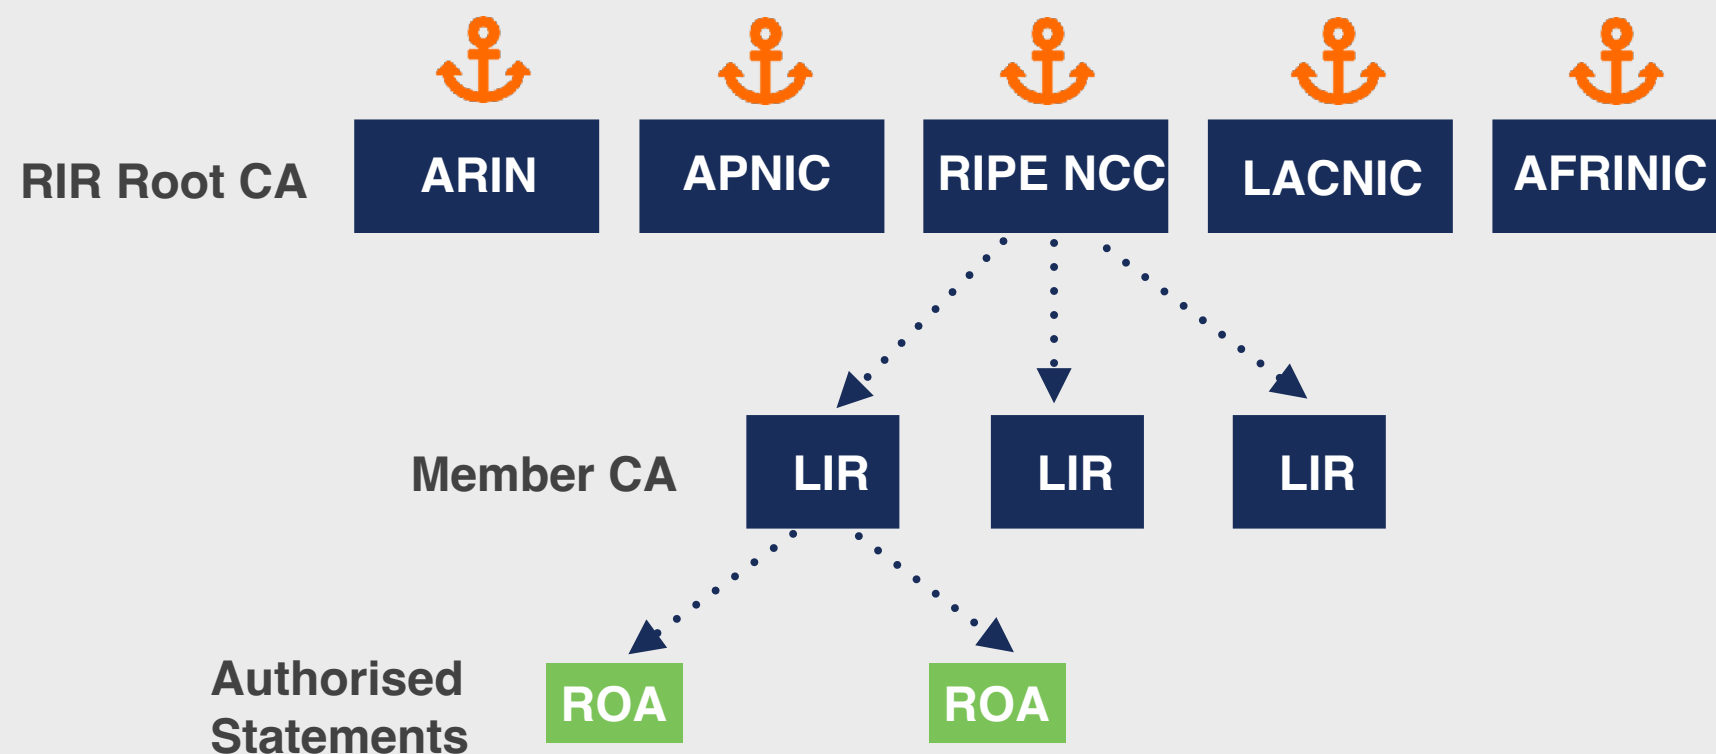 RIR Root CA
ARIN
APNIC
RIPE NCC
LACNIC
AFRINIC
Member CA
LIR
LIR
LIR
Authorised
Statements
ROA
ROA